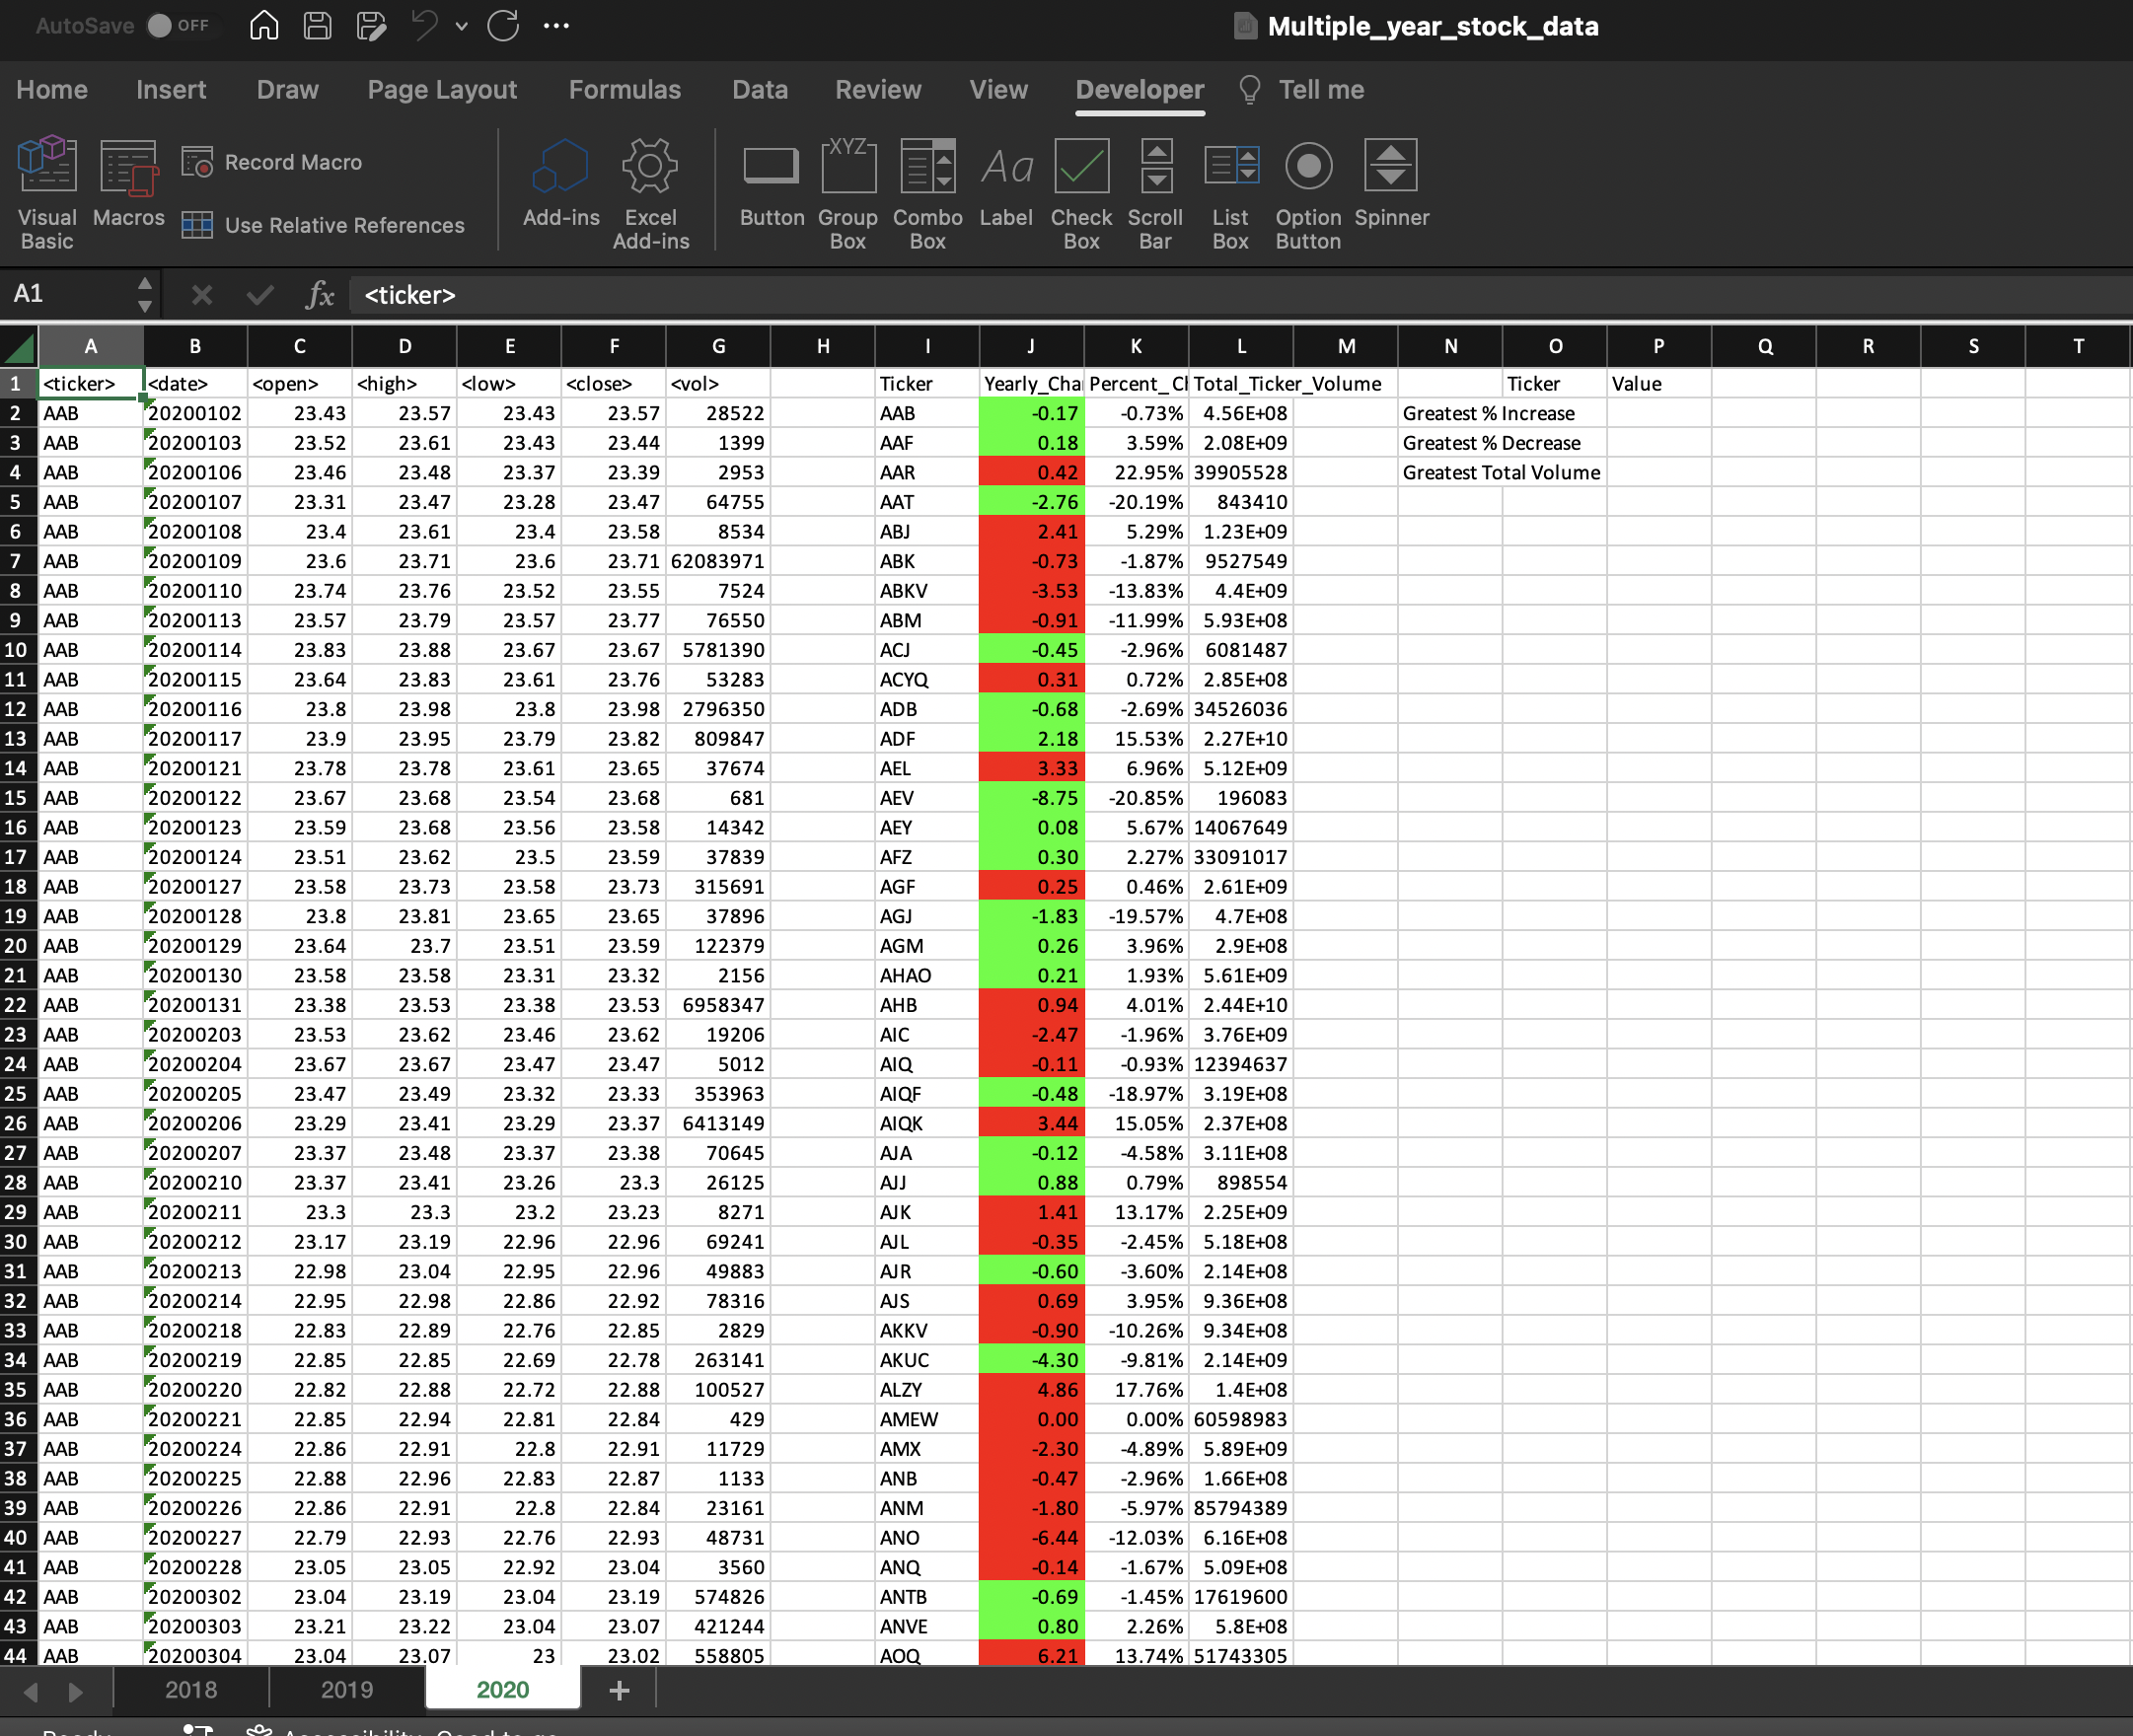 AutoSave OFF Multiple_year_stock_data
Home Insert Draw Page Layout Formulas Data Review View Developer Tell me
Visual Basic Macros Record Macro Use Relative References Add-ins Excel Add-ins Button Group Box XYZ Combo Box Aa Label Check Box Scroll Bar List Box Option Button Spinner
A1 fx <ticker>
A B C D E F G H I J K L M N O P Q R S T
1 <ticker> <date> <open> <high> <low> <close> <vol> Ticker Yearly_Cha Percent_Cl Total_Ticker_Volume Ticker Value
2 AAB 20200102 23.43 23.57 23.43 23.57 28522 AAB -0.17 -0.73% 4.56E+08 Greatest % Increase
3 AAB 20200103 23.52 23.61 23.43 23.44 1399 AAF 0.18 3.59% 2.08E+09 Greatest % Decrease
4 AAB 20200106 23.46 23.48 23.37 23.39 2953 AAR 0.42 22.95% 39905528 Greatest Total Volume
5 AAB 20200107 23.31 23.47 23.28 23.47 64755 AAT -2.76 -20.19% 843410
6 AAB 20200108 23.4 23.61 23.4 23.58 8534 ABJ 2.41 5.29% 1.23E+09
7 AAB 20200109 23.6 23.71 23.6 23.71 62083971 ABK -0.73 -1.87% 9527549
8 AAB 20200110 23.74 23.76 23.52 23.55 7524 ABKV -3.53 -13.83% 4.4E+09
9 AAB 20200113 23.57 23.79 23.57 23.77 76550 ABM -0.91 -11.99% 5.93E+08
10 AAB 20200114 23.83 23.88 23.67 23.67 5781390 ACJ -0.45 -2.96% 6081487
11 AAB 20200115 23.64 23.83 23.61 23.76 53283 ACYQ 0.31 0.72% 2.85E+08
12 AAB 20200116 23.8 23.98 23.8 23.98 2796350 ADB -0.68 -2.69% 34526036
13 AAB 20200117 23.9 23.95 23.79 23.82 809847 ADF 2.18 15.53% 2.27E+10
14 AAB 20200121 23.78 23.78 23.61 23.65 37674 AEL 3.33 6.96% 5.12E+09
15 AAB 20200122 23.67 23.68 23.54 23.68 681 AEV -8.75 -20.85% 196083
16 AAB 20200123 23.59 23.68 23.56 23.58 14342 AEY 0.08 5.67% 14067649
17 AAB 20200124 23.51 23.62 23.5 23.59 37839 AFZ 0.30 2.27% 33091017
18 AAB 20200127 23.58 23.73 23.58 23.73 315691 AGF 0.25 0.46% 2.61E+09
19 AAB 20200128 23.8 23.81 23.65 23.65 37896 AGJ -1.83 -19.57% 4.7E+08
20 AAB 20200129 23.64 23.7 23.51 23.59 122379 AGM 0.26 3.96% 2.9E+08
21 AAB 20200130 23.58 23.58 23.31 23.32 2156 AHAO 0.21 1.93% 5.61E+09
22 AAB 20200131 23.38 23.53 23.38 23.53 6958347 AHB 0.94 4.01% 2.44E+10
23 AAB 20200203 23.53 23.62 23.46 23.62 19206 AIC -2.47 -1.96% 3.76E+09
24 AAB 20200204 23.67 23.67 23.47 23.47 5012 AIQ -0.11 -0.93% 12394637
25 AAB 20200205 23.47 23.49 23.32 23.33 353963 AIQF -0.48 -18.97% 3.19E+08
26 AAB 20200206 23.29 23.41 23.29 23.37 6413149 AIQK 3.44 15.05% 2.37E+08
27 AAB 20200207 23.37 23.48 23.37 23.38 70645 AJA -0.12 -4.58% 3.11E+08
28 AAB 20200210 23.37 23.41 23.26 23.3 26125 AJJ 0.88 0.79% 898554
29 AAB 20200211 23.3 23.3 23.2 23.23 8271 AJK 1.41 13.17% 2.25E+09
30 AAB 20200212 23.17 23.19 22.96 22.96 69241 AJL -0.35 -2.45% 5.18E+08
31 AAB 20200213 22.98 23.04 22.95 22.96 49883 AJR -0.60 -3.60% 2.14E+08
32 AAB 20200214 22.95 22.98 22.86 22.92 78316 AJS 0.69 3.95% 9.36E+08
33 AAB 20200218 22.83 22.89 22.76 22.85 2829 AKKV -0.90 -10.26% 9.34E+08
34 AAB 20200219 22.85 22.85 22.69 22.78 263141 AKUC -4.30 -9.81% 2.14E+09
35 AAB 20200220 22.82 22.88 22.72 22.88 100527 ALZY 4.86 17.76% 1.4E+08
36 AAB 20200221 22.85 22.94 22.81 22.84 429 AMEW 0.00 0.00% 60598983
37 AAB 20200224 22.86 22.91 22.8 22.91 11729 AMX -2.30 -4.89% 5.89E+09
38 AAB 20200225 22.88 22.96 22.83 22.87 1133 ANB -0.47 -2.96% 1.66E+08
39 AAB 20200226 22.86 22.91 22.8 22.84 23161 ANM -1.80 -5.97% 85794389
40 AAB 20200227 22.79 22.93 22.76 22.93 48731 ANO -6.44 -12.03% 6.16E+08
41 AAB 20200228 23.05 23.05 22.92 23.04 3560 ANQ -0.14 -1.67% 5.09E+08
42 AAB 20200302 23.04 23.19 23.04 23.19 574826 ANTB -0.69 -1.45% 17619600
43 AAB 20200303 23.21 23.22 23.04 23.07 421244 ANVE 0.80 2.26% 5.8E+08
44 AAB 20200304 23.04 23.07 23 23.02 558805 AOQ 6.21 13.74% 51743305
2018 2019 2020 +